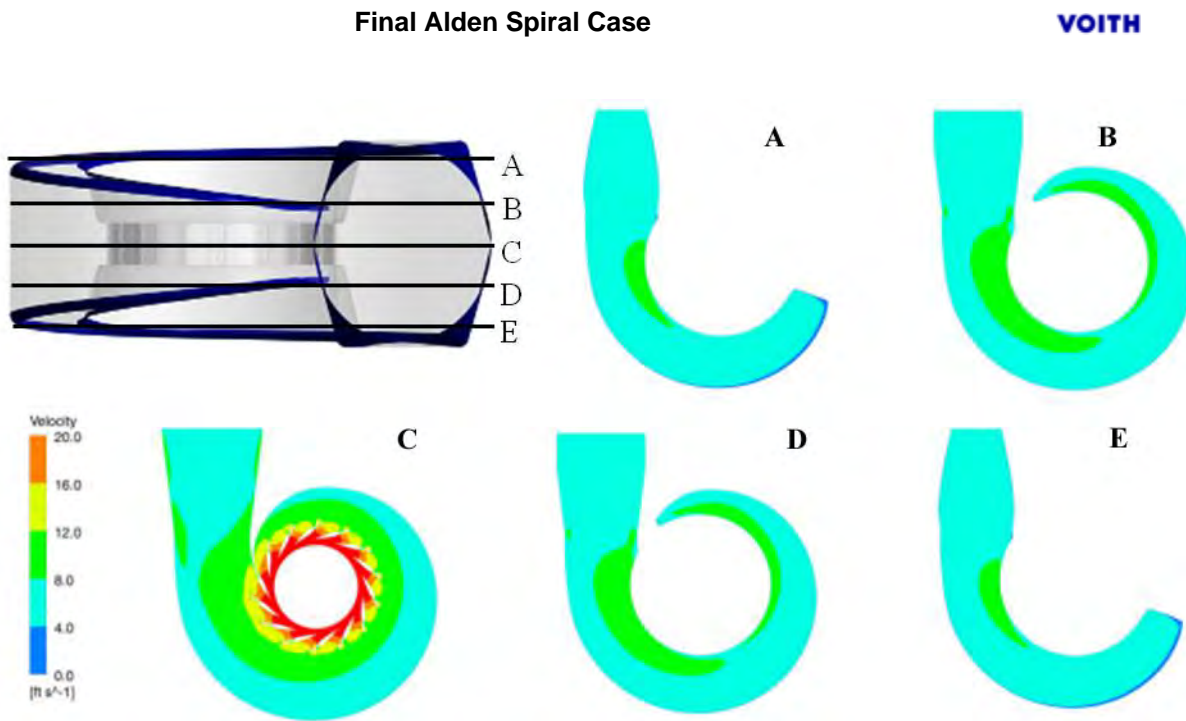 Final Alden Spiral Case
VOITH
A
B
C
D
E
A
B
Velocity
20.0
16.0
12.0
8.0
4.0
0.0
[ft s^-1]
C
D
E